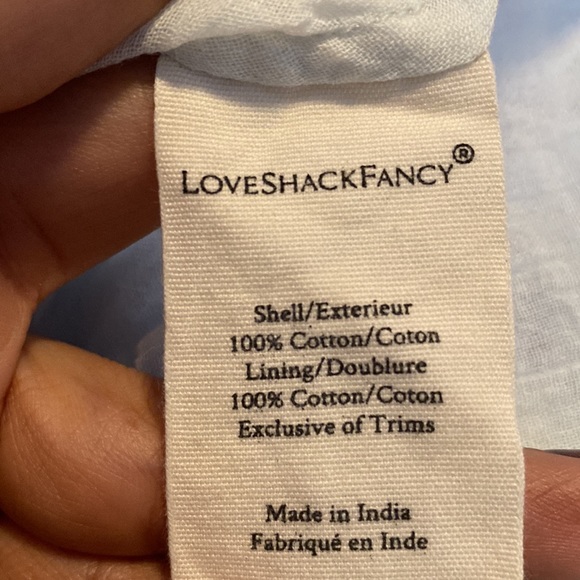 LOVESHACKFANCY®
Shell/Exterieur
100% Cotton/Coton
Lining/Doublure
100% Cotton/Coton
Exclusive of Trims
Made in India
Fabriqué en Inde